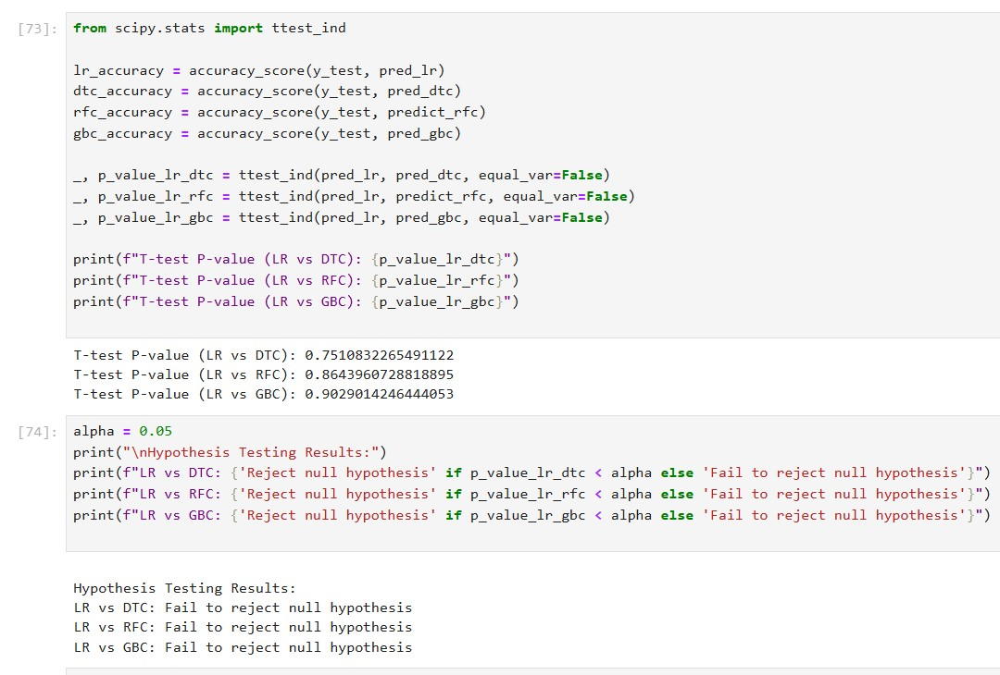 [73]:
from scipy.stats import ttest_ind
lr_accuracy = accuracy_score(y_test, pred_lr)
dtc_accuracy = accuracy_score(y_test, pred_dtc)
rfc_accuracy = accuracy_score(y_test, predict_rfc)
gbc_accuracy = accuracy_score(y_test, pred_gbc)
_, p_value_lr_dtc = ttest_ind(pred_lr, pred_dtc, equal_var=False)
_, p_value_lr_rfc = ttest_ind(pred_lr, predict_rfc, equal_var=False)
_, p_value_lr_gbc = ttest_ind(pred_lr, pred_gbc, equal_var=False)
print(f"T-test P-value (LR vs DTC): {p_value_lr_dtc}")
print(f"T-test P-value (LR vs RFC): {p_value_lr_rfc}")
print(f"T-test P-value (LR vs GBC): {p_value_lr_gbc}")
T-test P-value (LR vs DTC): 0.7510832265491122
T-test P-value (LR vs RFC): 0.8643960728818895
T-test P-value (LR vs GBC): 0.9029014246444053
[74]:
alpha = 0.05
print("\nHypothesis Testing Results:")
print(f"LR vs DTC: {'Reject null hypothesis' if p_value_lr_dtc < alpha else 'Fail to reject null hypothesis'}")
print(f"LR vs RFC: {'Reject null hypothesis' if p_value_lr_rfc < alpha else 'Fail to reject null hypothesis'}")
print(f"LR vs GBC: {'Reject null hypothesis' if p_value_lr_gbc < alpha else 'Fail to reject null hypothesis'}")
Hypothesis Testing Results:
LR vs DTC: Fail to reject null hypothesis
LR vs RFC: Fail to reject null hypothesis
LR vs GBC: Fail to reject null hypothesis